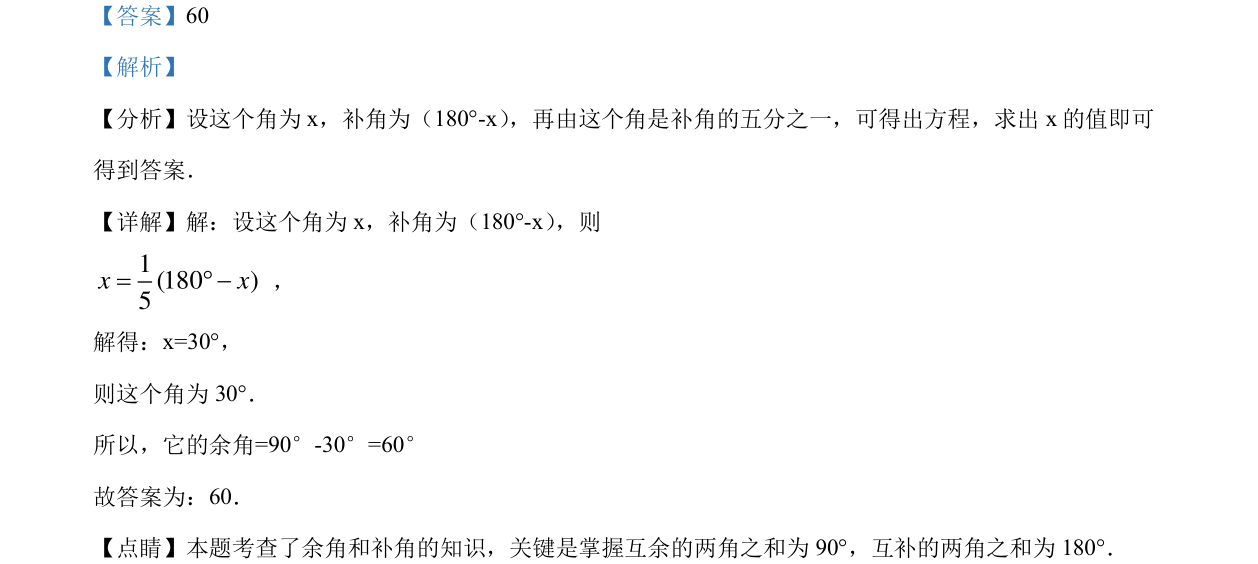 【答案】60
【解析】
【分析】设这个角为 x，补角为（180°-x），再由这个角是补角的五分之一，可得出方程，求出 x 的值即可
得到答案．
【详解】解：设这个角为 x，补角为（180°-x），则
x = 1/5 (180° − x) ，
解得：x=30°，
则这个角为 30°．
所以，它的余角=90°-30°=60°
故答案为：60．
【点睛】本题考查了余角和补角的知识，关键是掌握互余的两角之和为 90°，互补的两角之和为 180°．